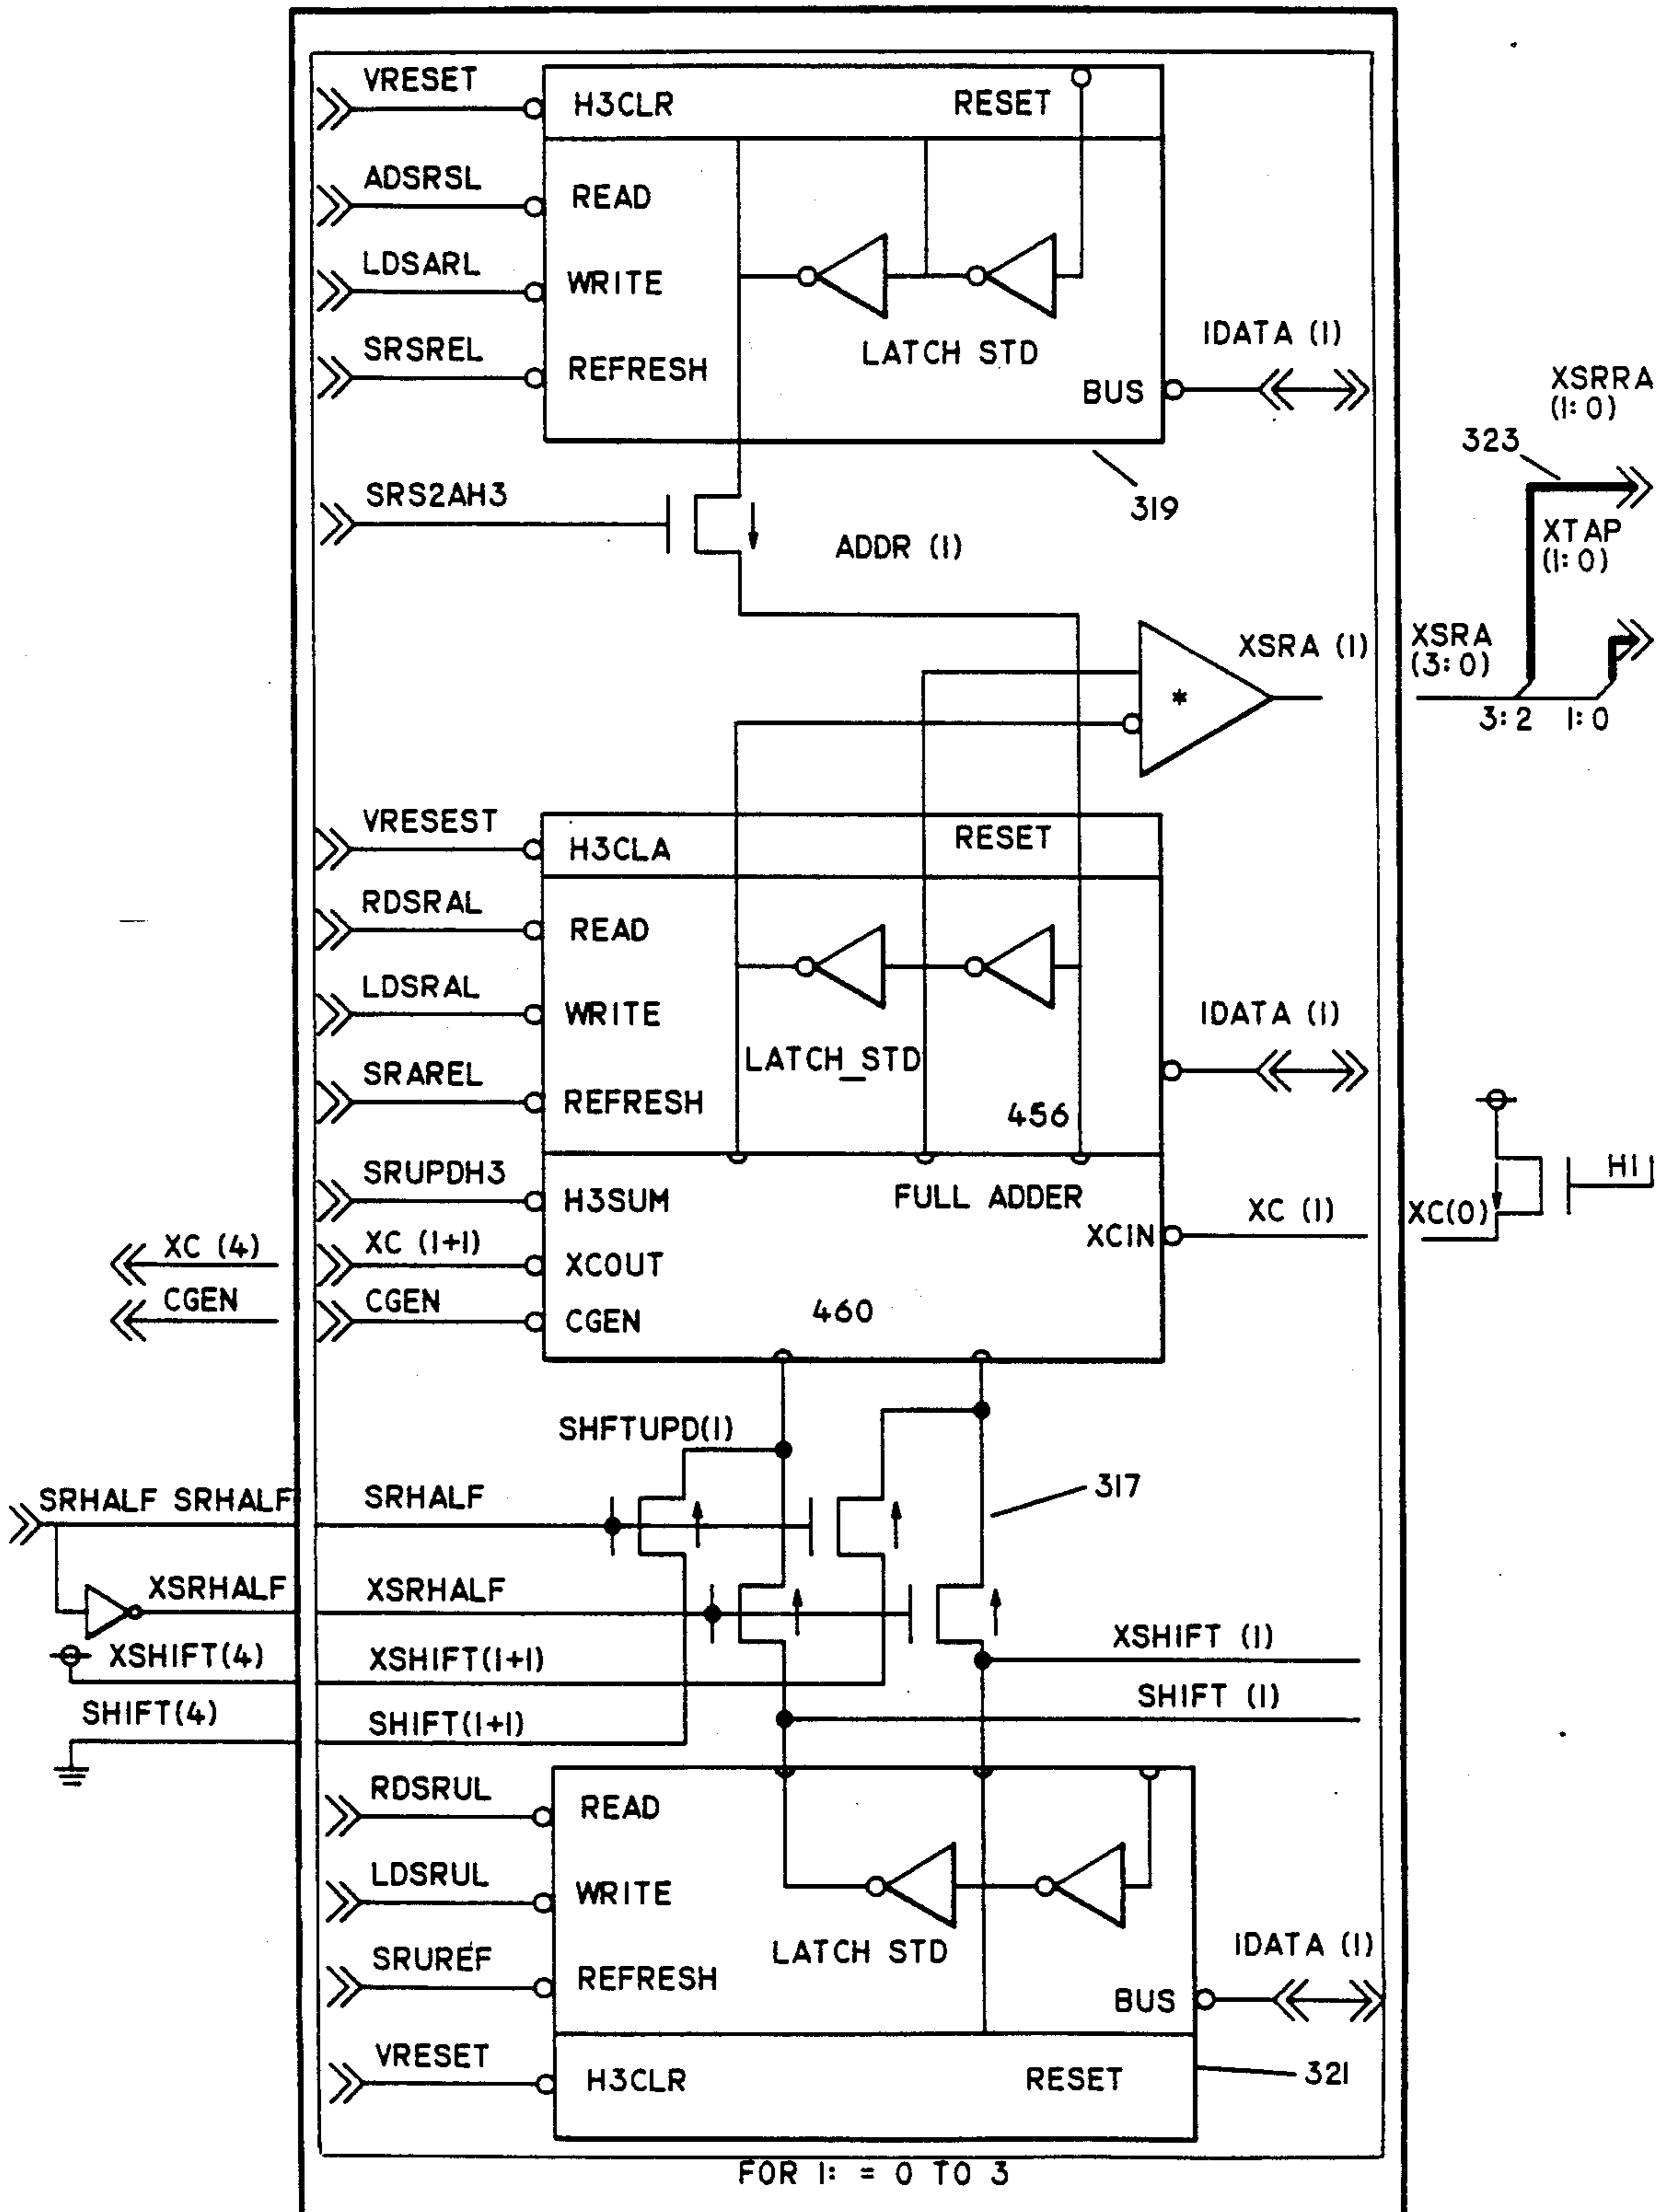 VRESET
H3CLR RESET
ADSRSL
READ
LDSARL
WRITE
SRSREL
REFRESH
LATCH STD
BUS
IDATA (I)
319
XSRRA
(I:0)
323
XTAP
(I:0)
SRS2AH3
ADDR (I)
*
XSRA (I)
XSRA
(3:0)
3:2 I:0
VRESEST
H3CLA RESET
RDSRAL
READ
LDSRAL
WRITE
LATCH_STD
SRAREL
REFRESH
456
IDATA (I)
SRUPDH3
H3SUM FULL ADDER
XC (4)
XC (I+I)
XCOUT
XCIN
XC (I)
XC(0)
HI
CGEN
CGEN
CGEN
460
SHFTUPD(I)
317
SRHALF SRHALF
SRHALF
XSRHALF
XSRHALF
XSHIFT(4)
XSHIFT(I+I)
XSHIFT (I)
SHIFT(4)
SHIFT(I+I)
SHIFT (I)
RDSRUL
READ
LDSRUL
WRITE
LATCH STD
SRUREF
REFRESH
BUS
IDATA (I)
VRESET
H3CLR RESET
321
FOR I: = 0 TO 3